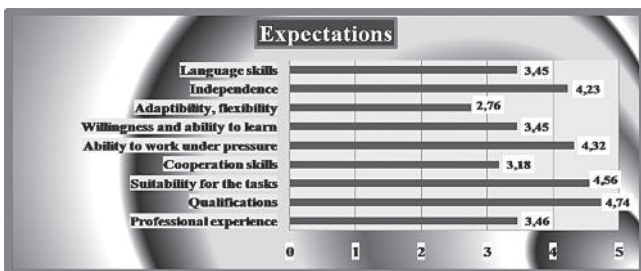 Expectations
Language skills 3,45
Independence 4,23
Adaptibility, flexibility 2,76
Willingness and ability to learn 3,45
Ability to work under pressure 4,32
Cooperation skills 3,18
Suitability for the tasks 4,56
Qualifications 4,74
Professional experience 3,46
0 1 2 3 4 5